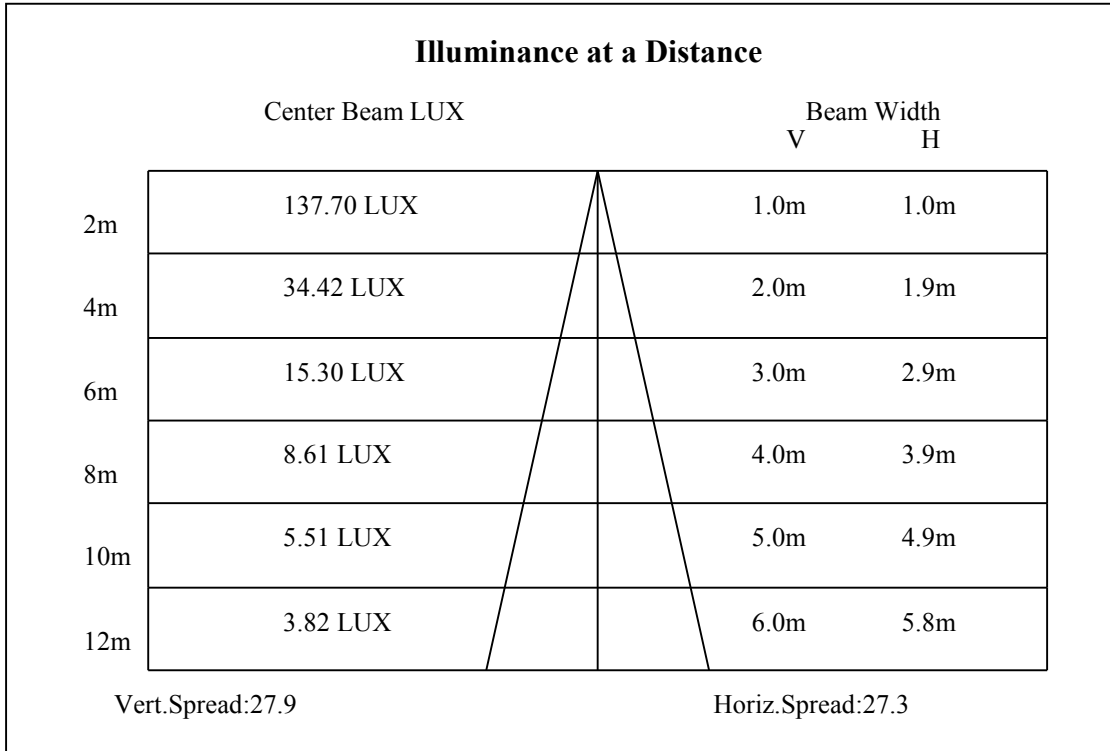 Illuminance at a Distance
Center Beam LUX Beam Width
V H
2m 137.70 LUX 1.0m 1.0m
4m 34.42 LUX 2.0m 1.9m
6m 15.30 LUX 3.0m 2.9m
8m 8.61 LUX 4.0m 3.9m
10m 5.51 LUX 5.0m 4.9m
12m 3.82 LUX 6.0m 5.8m
Vert.Spread:27.9 Horiz.Spread:27.3